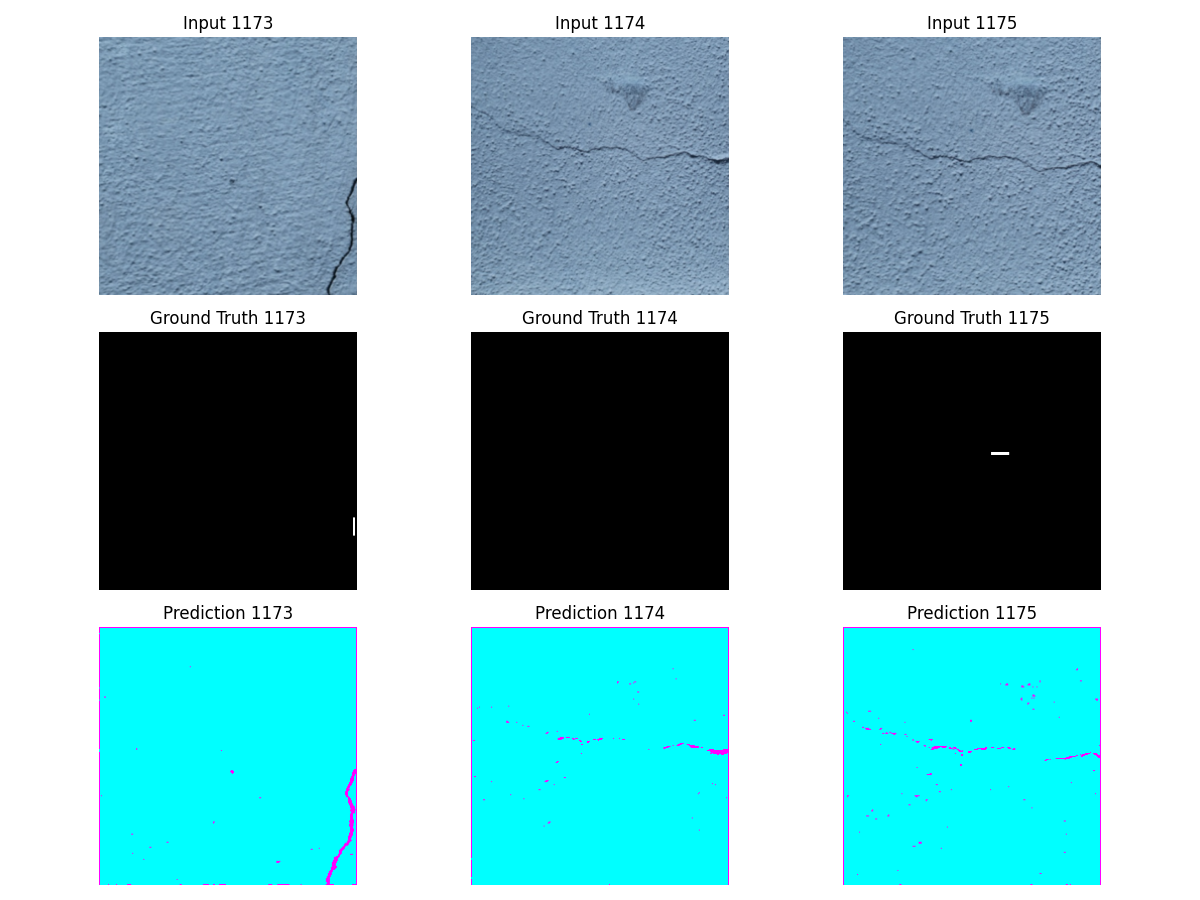 Input 1173
Input 1174
Input 1175
Ground Truth 1173
Ground Truth 1174
Ground Truth 1175
Prediction 1173
Prediction 1174
Prediction 1175